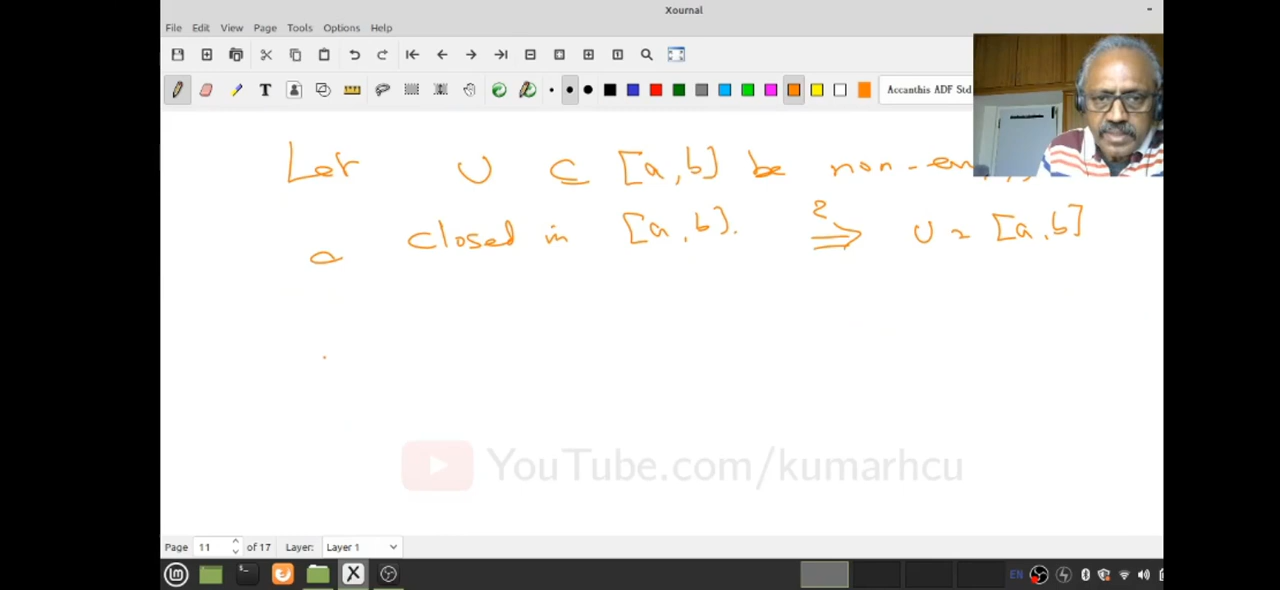 Xournal
File Edit View Page Tools Options Help
Accanthis ADF Std
Let U ⊆ [a, b] be non-
closed in [a, b]. ?⟹ U = [a, b]
YouTube.com/kumarhcu
Page 11 of 17 Layer: Layer 1
EN